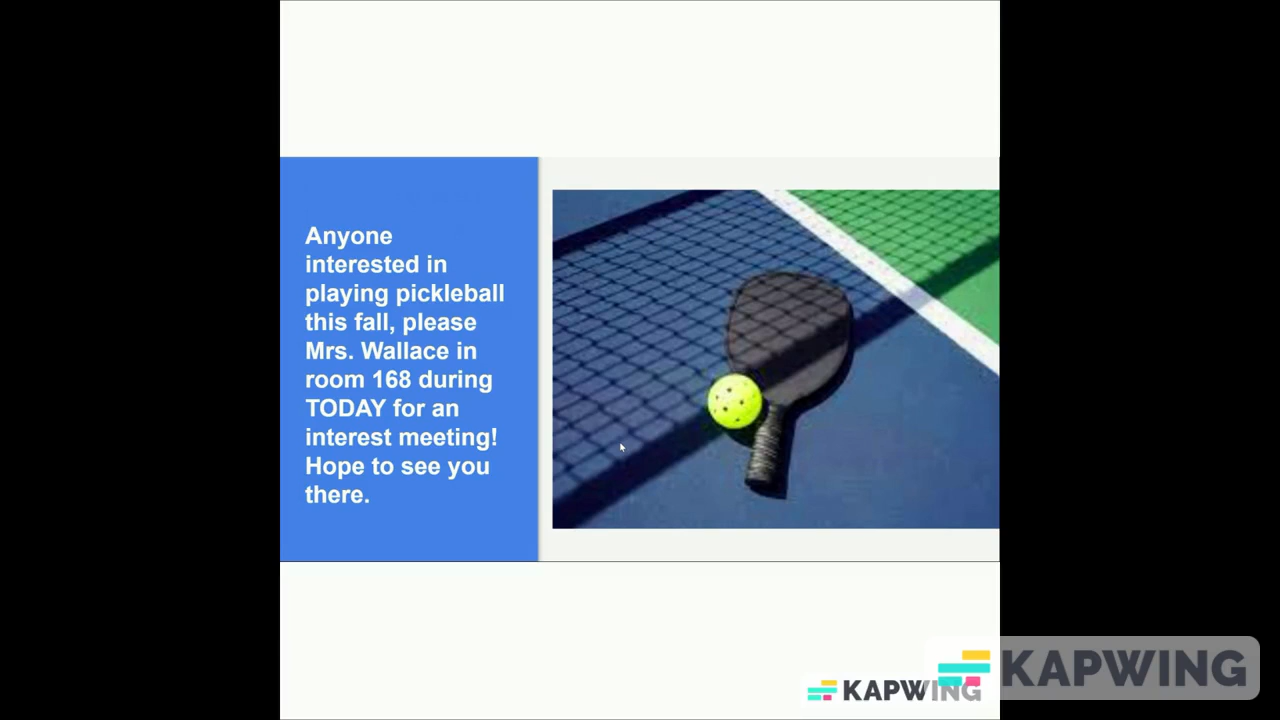 Anyone
interested in
playing pickleball
this fall, please
Mrs. Wallace in
room 168 during
TODAY for an
interest meeting!
Hope to see you
there.
KAPWING
KAPWING